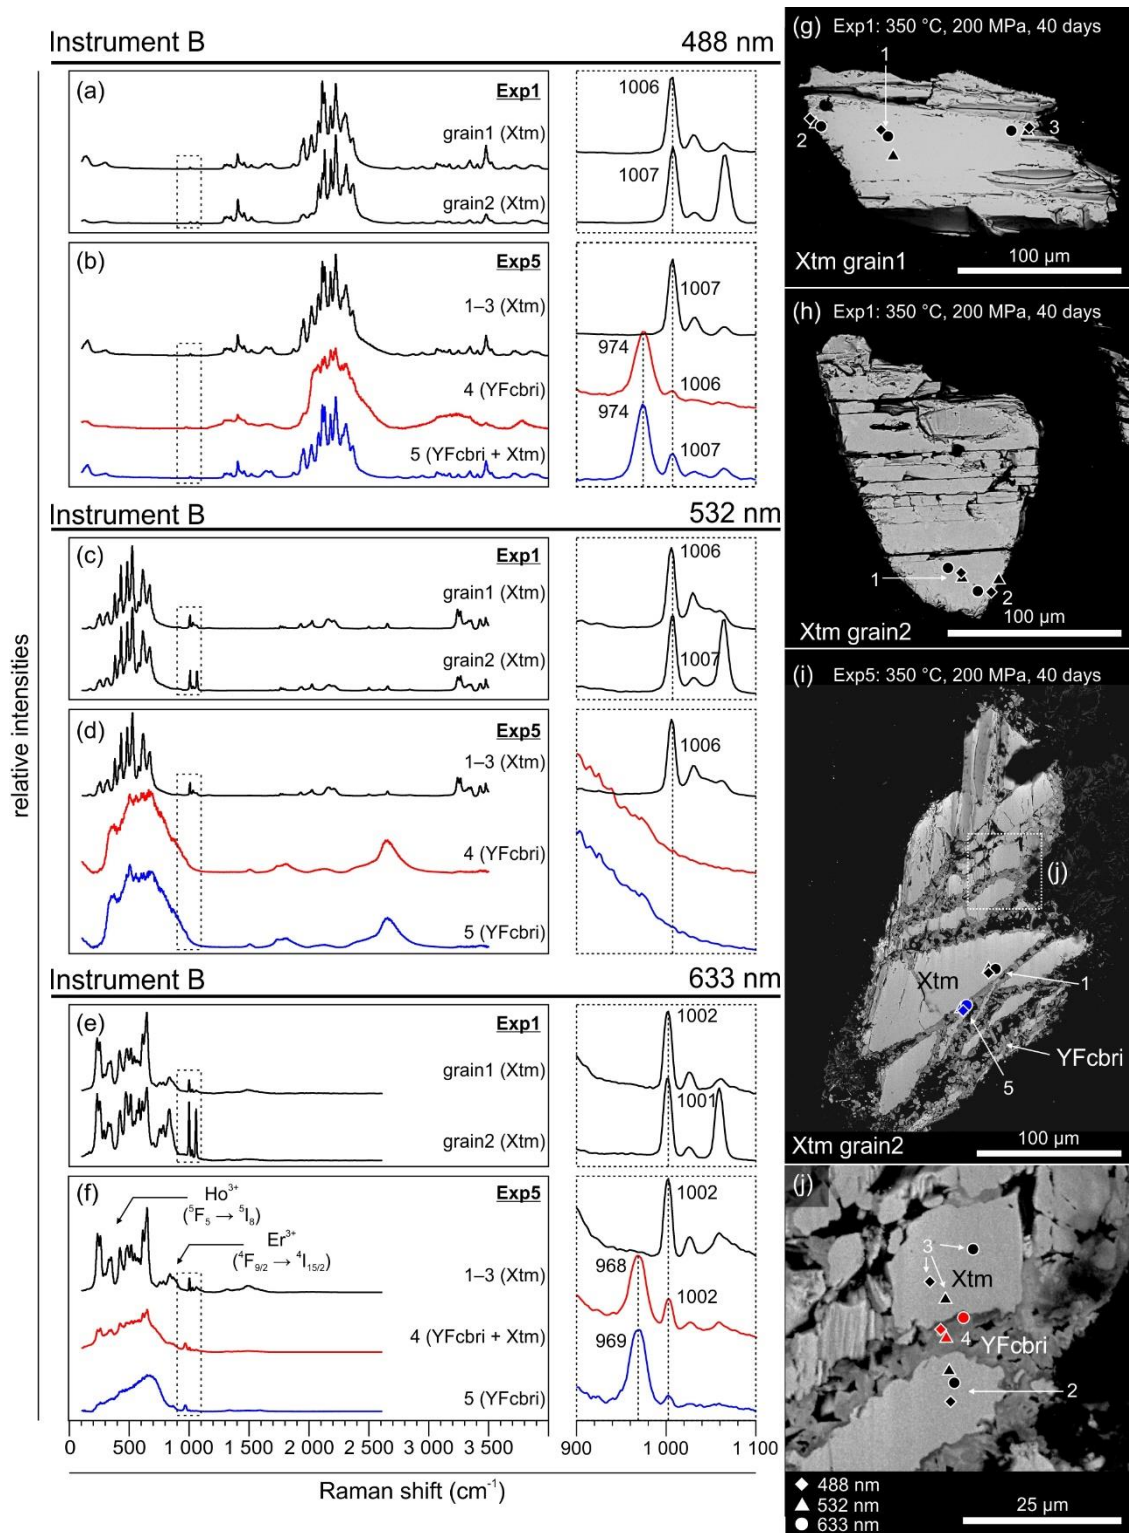 Instrument B 488 nm
(a) Exp1
grain1 (Xtm)
grain2 (Xtm)
1006
1007
(b) Exp5
1–3 (Xtm)
4 (YFcbri)
5 (YFcbri + Xtm)
1007
974
1006
974
1007
Instrument B 532 nm
(c) Exp1
grain1 (Xtm)
grain2 (Xtm)
1006
1007
(d) Exp5
1–3 (Xtm)
4 (YFcbri)
5 (YFcbri)
1006
Instrument B 633 nm
(e) Exp1
grain1 (Xtm)
grain2 (Xtm)
1002
1001
(f) Exp5
Ho³⁺
(⁵F₅ → ⁵I₈)
Er³⁺
(⁴F₉/₂ → ⁴I₁₅/₂)
1–3 (Xtm)
4 (YFcbri + Xtm)
5 (YFcbri)
1002
968
1002
969
0 500 1 000 1 500 2 000 2 500 3 000 3 500
900 1 000 1 100
Raman shift (cm⁻¹)
relative intensities
(g) Exp1: 350 °C, 200 MPa, 40 days
1
2
3
Xtm grain1
100 µm
(h) Exp1: 350 °C, 200 MPa, 40 days
1
2
Xtm grain2
100 µm
(i) Exp5: 350 °C, 200 MPa, 40 days
(j)
Xtm
1
YFcbri
5
Xtm grain2
100 µm
(j)
3
Xtm
4
YFcbri
2
488 nm
532 nm
633 nm
25 µm